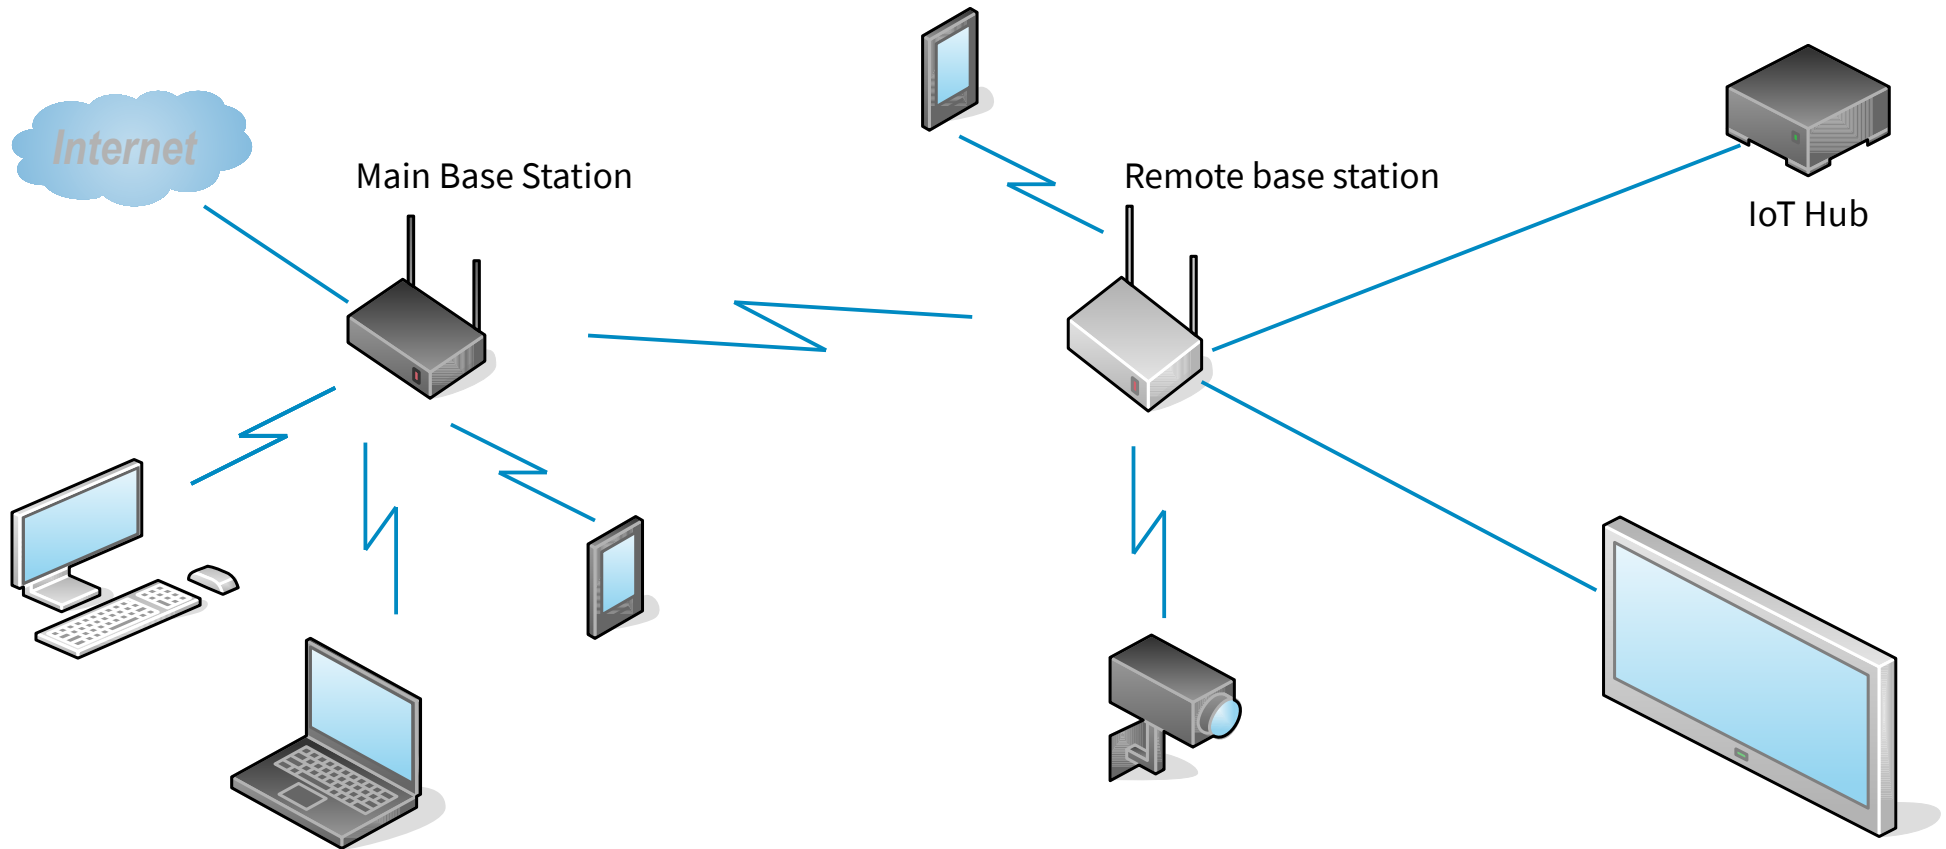 Internet
Main Base Station
Remote base station
IoT Hub